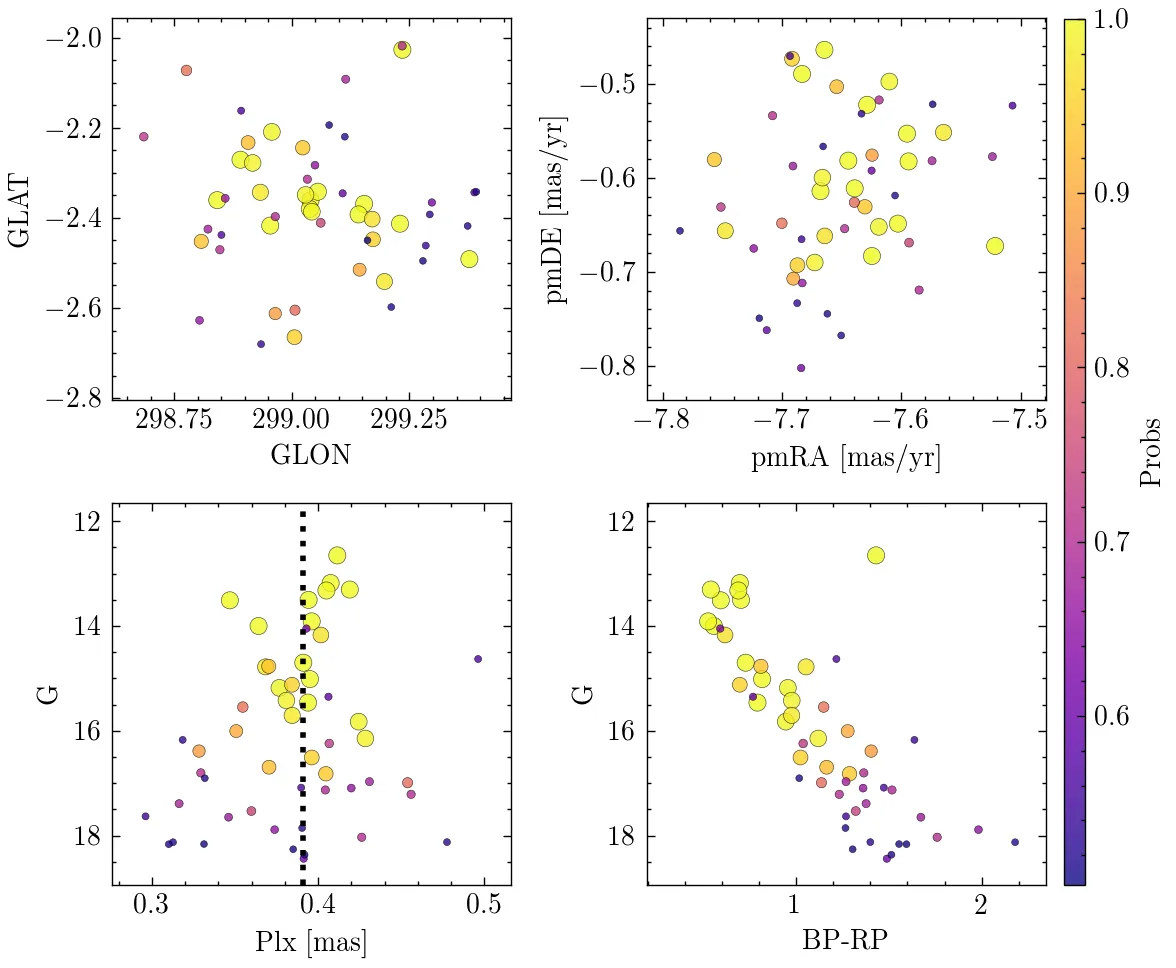 −2.0
−2.2
−2.4
−2.6
−2.8
GLAT
298.75 299.00 299.25
GLON
−0.5
−0.6
−0.7
−0.8
pmDE [mas/yr]
−7.8 −7.7 −7.6 −7.5
pmRA [mas/yr]
12
14
16
18
G
0.3 0.4 0.5
Plx [mas]
12
14
16
18
G
1 2
BP-RP
1.0
0.9
0.8
0.7
0.6
Probs